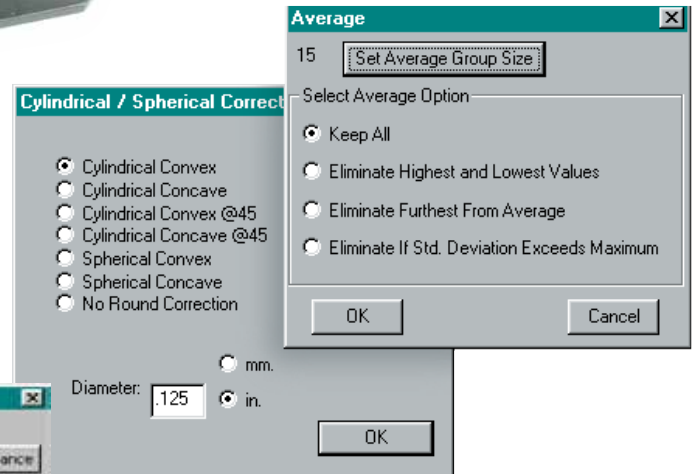 Average
15 Set Average Group Size
Select Average Option
Keep All
Eliminate Highest and Lowest Values
Eliminate Furthest From Average
Eliminate If Std. Deviation Exceeds Maximum
OK Cancel
Cylindrical / Spherical Correct
Cylindrical Convex
Cylindrical Concave
Cylindrical Convex @45
Cylindrical Concave @45
Spherical Convex
Spherical Concave
No Round Correction
mm.
Diameter: .125 in.
OK
ance